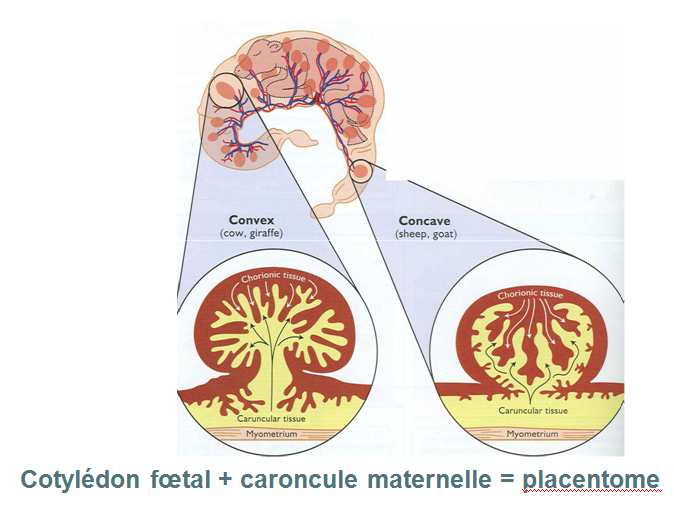 Convex
(cow, giraffe)
Concave
(sheep, goat)
Chorionic tissue
Caruncular tissue
Myometrium
Chorionic tissue
Caruncular tissue
Myometrium
Cotylédon fœtal + caroncule maternelle = placentome